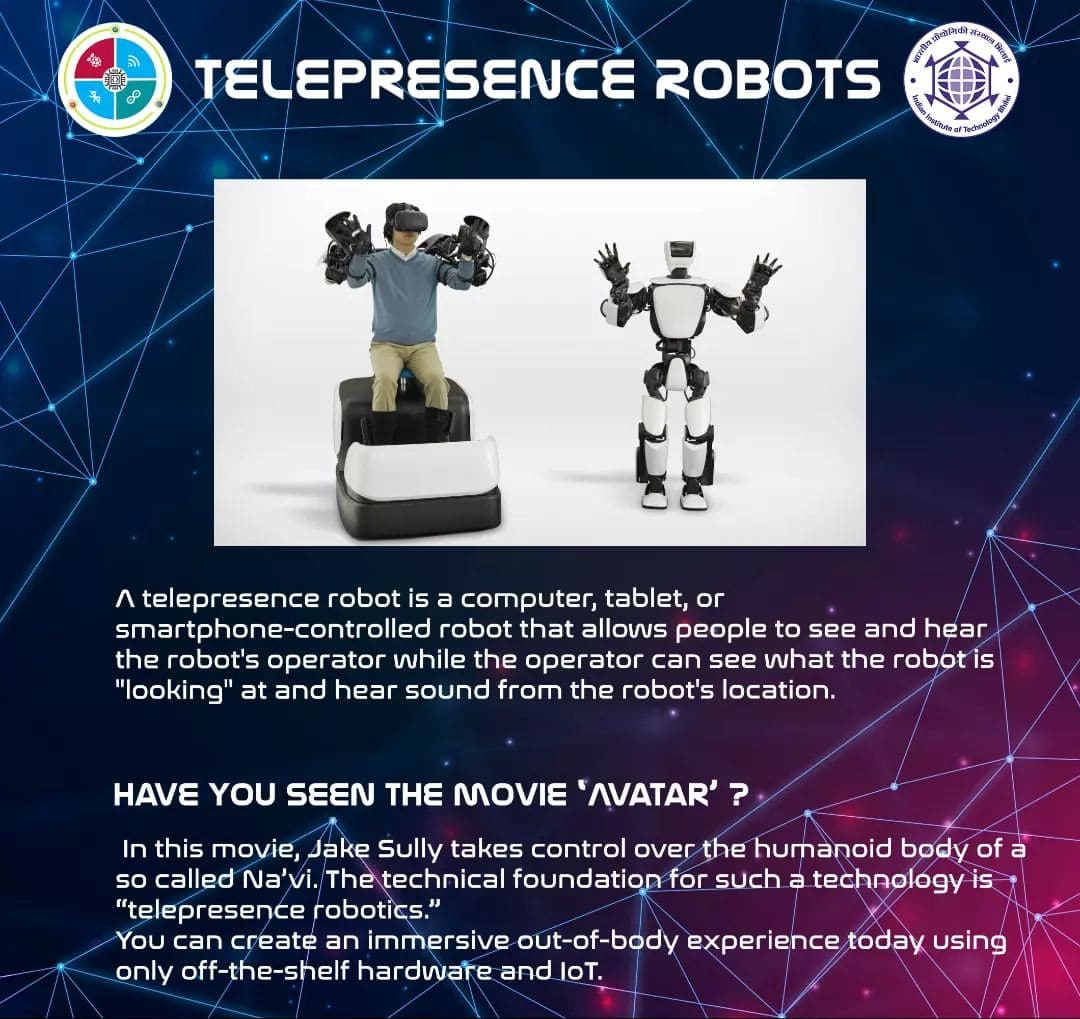 TELEPRESENCE ROBOTS
भारतीय प्रौद्योगिकी संस्थान भिलाई
Indian Institute of Technology Bhilai
A telepresence robot is a computer, tablet, or
smartphone-controlled robot that allows people to see and hear
the robot's operator while the operator can see what the robot is
"looking" at and hear sound from the robot's location.
HAVE YOU SEEN THE MOVIE ‘AVATAR’ ?
In this movie, Jake Sully takes control over the humanoid body of a
so called Na’vi. The technical foundation for such a technology is
“telepresence robotics.”
You can create an immersive out-of-body experience today using
only off-the-shelf hardware and IoT.